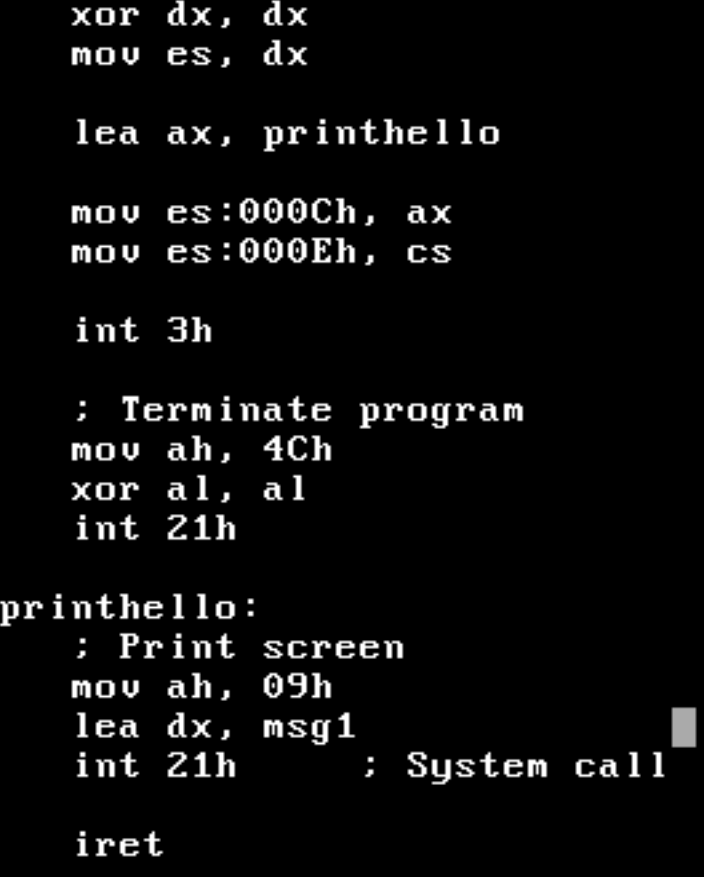 xor dx, dx
mov es, dx
lea ax, printhello
mov es:000Ch, ax
mov es:000Eh, cs
int 3h
; Terminate program
mov ah, 4Ch
xor al, al
int 21h
printhello:
; Print screen
mov ah, 09h
lea dx, msg1
int 21h ; System call
iret